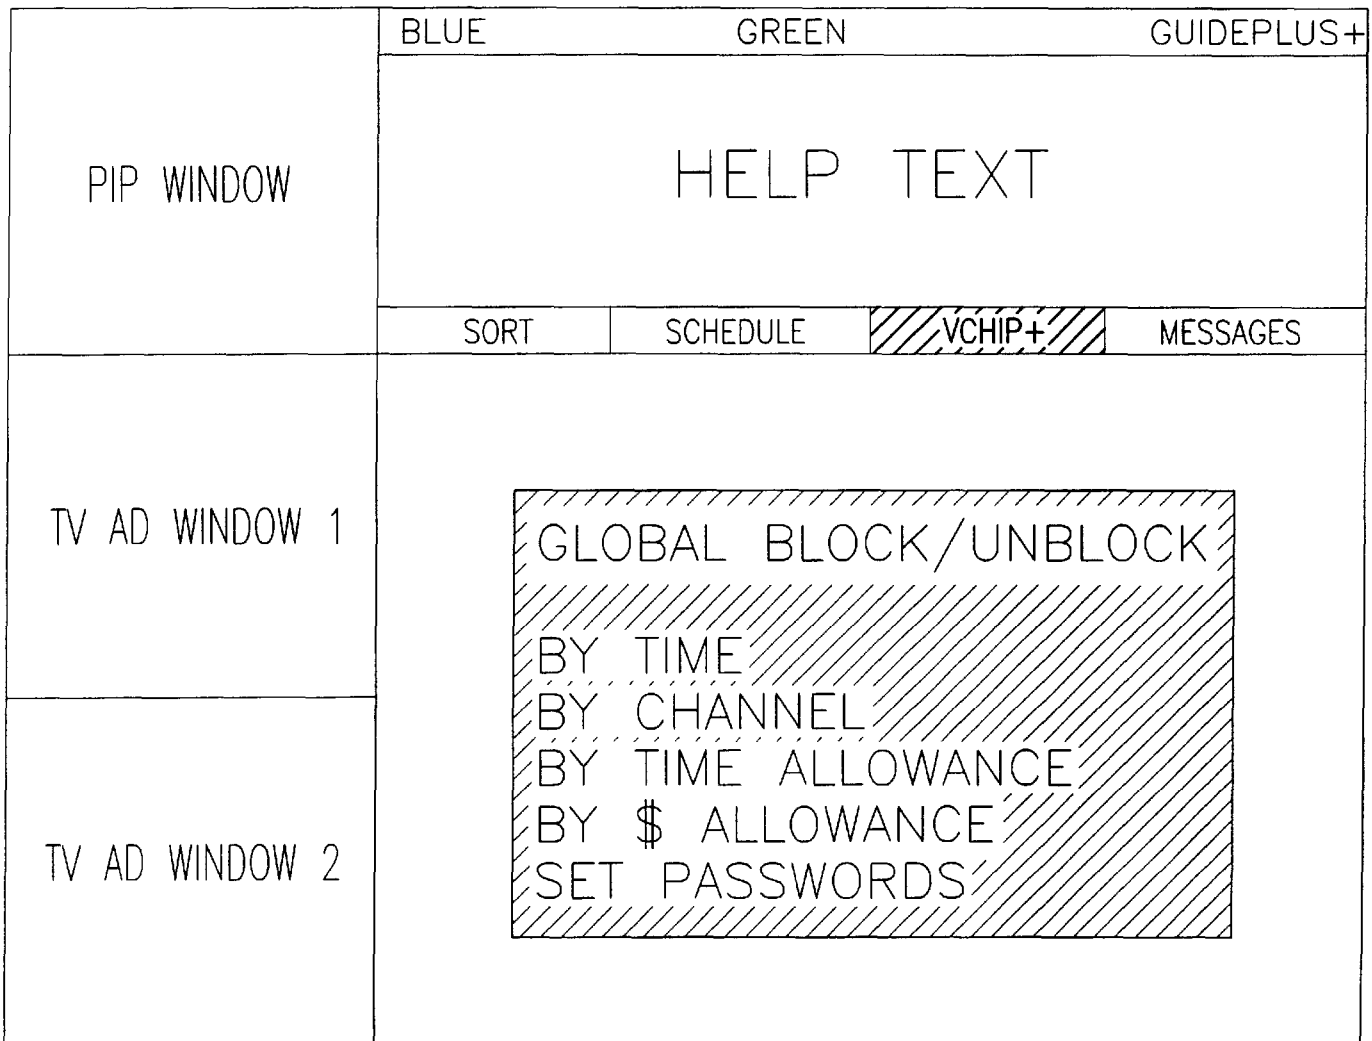 BLUE GREEN GUIDEPLUS+
PIP WINDOW
HELP TEXT
SORT SCHEDULE VCHIP+ MESSAGES
TV AD WINDOW 1
GLOBAL BLOCK/UNBLOCK
BY TIME
BY CHANNEL
BY TIME ALLOWANCE
BY $ ALLOWANCE
SET PASSWORDS
TV AD WINDOW 2